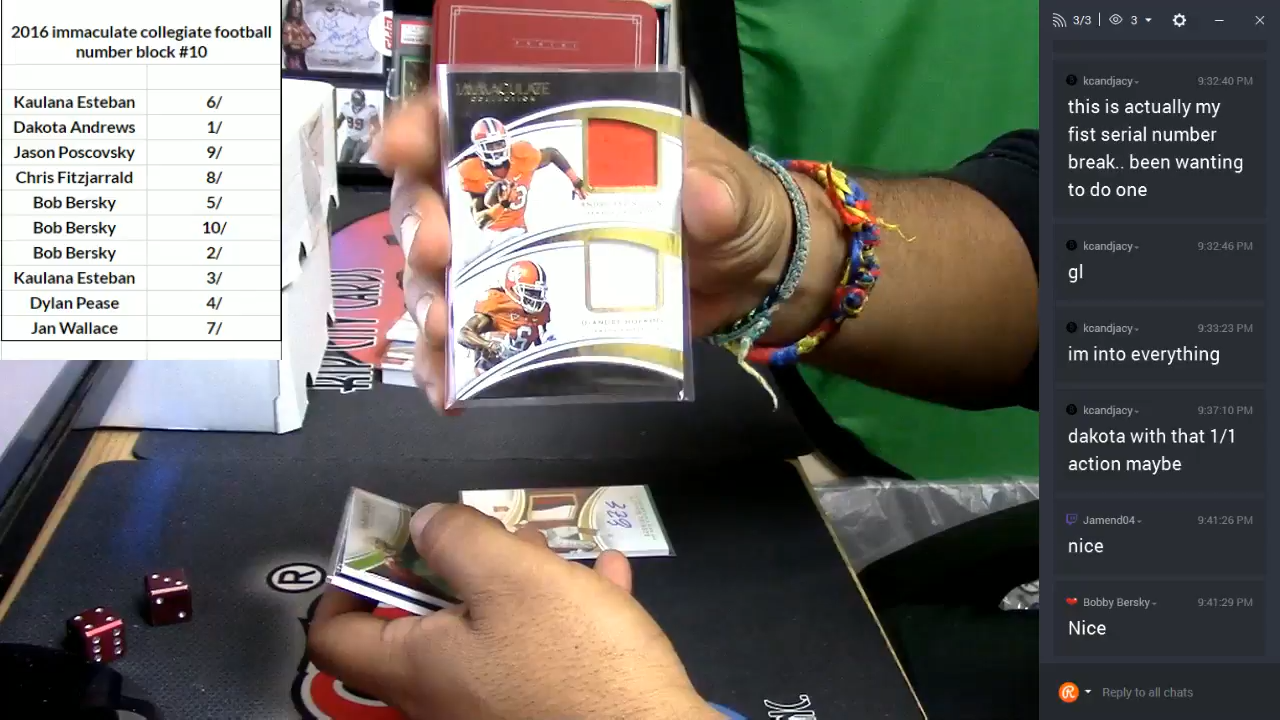 2016 immaculate collegiate football
number block #10
Kaulana Esteban 6/
Dakota Andrews 1/
Jason Poscovsky 9/
Chris Fitzjarrald 8/
Bob Bersky 5/
Bob Bersky 10/
Bob Bersky 2/
Kaulana Esteban 3/
Dylan Pease 4/
Jan Wallace 7/
PANINI
IMMACULATE
COLLECTION
RIPCITY CARDS
®
3/3 3
kcandjacy 9:32:40 PM
this is actually my
fist serial number
break.. been wanting
to do one
kcandjacy 9:32:46 PM
gl
kcandjacy 9:33:23 PM
im into everything
kcandjacy 9:37:10 PM
dakota with that 1/1
action maybe
Jamend04 9:41:26 PM
nice
Bobby Bersky 9:41:29 PM
Nice
Reply to all chats